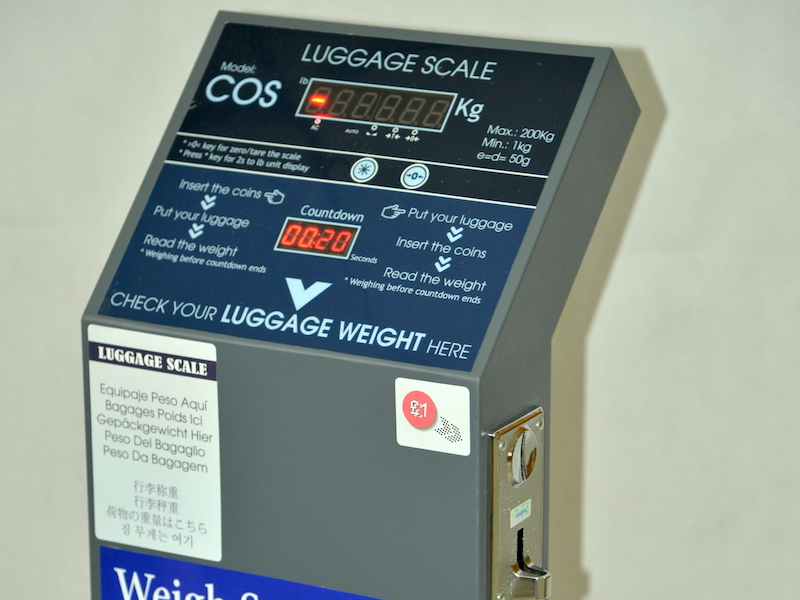 LUGGAGE SCALE
Model:
COS
lb
Kg
AC
AUTO
→T←
→0←
Max.: 200Kg
Min.: 1kg
e=d= 50g
* >0< key for zero/tare the scale
* Press * key for 2s to lb unit display
→0←
Insert the coins
Put your luggage
Read the weight
* Weighing before countdown ends
Countdown
00:20
Seconds
Put your luggage
Insert the coins
Read the weight
* Weighing before countdown ends
CHECK YOUR LUGGAGE WEIGHT HERE
LUGGAGE SCALE
Equipaje Peso Aquí
Bagages Poids Ici
Gepäckgewicht Hier
Peso Del Bagaglio
Peso Da Bagagem
行李称重
行李秤重
荷物の重量はこちら
짐 무게는 여기
£1
Weigh